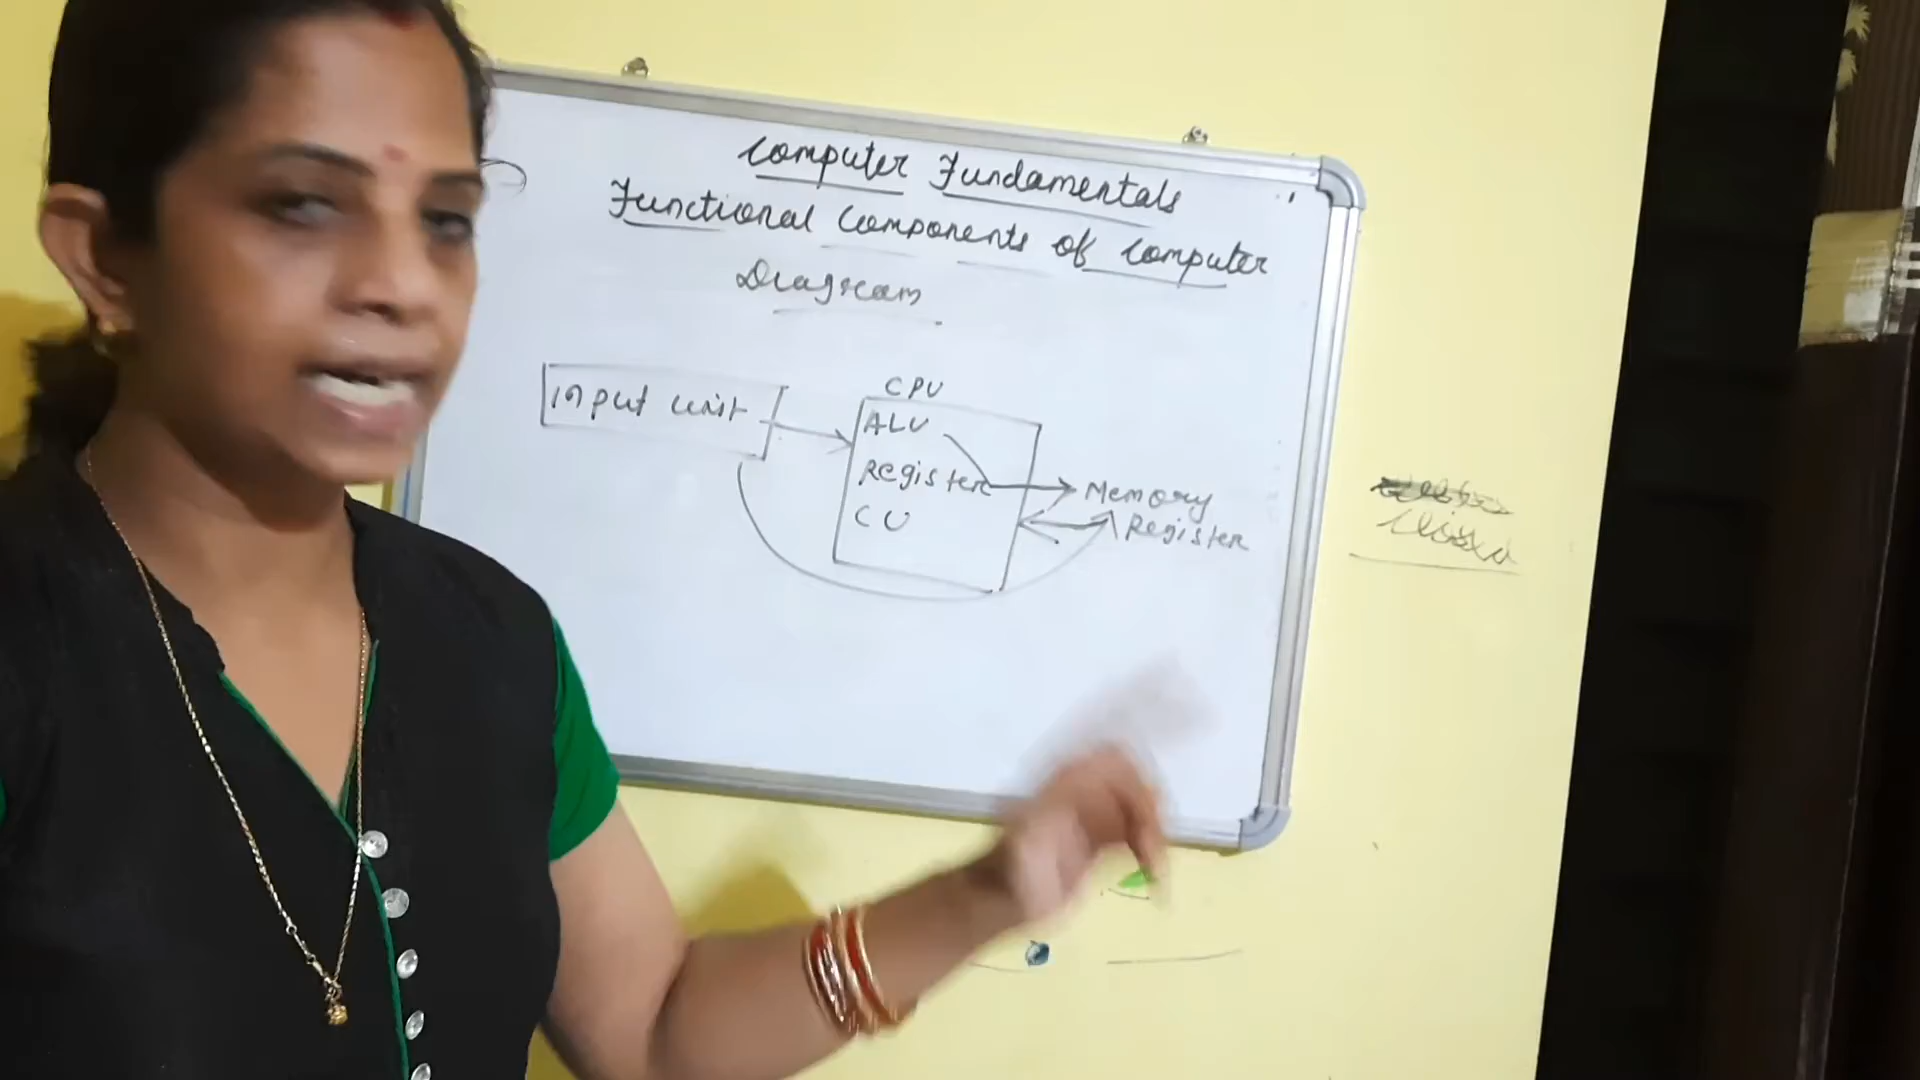 Computer Fundamentals
Functional Components of Computer
Diagram
Input unit
CPU
ALU
Register
CU
Memory
Register